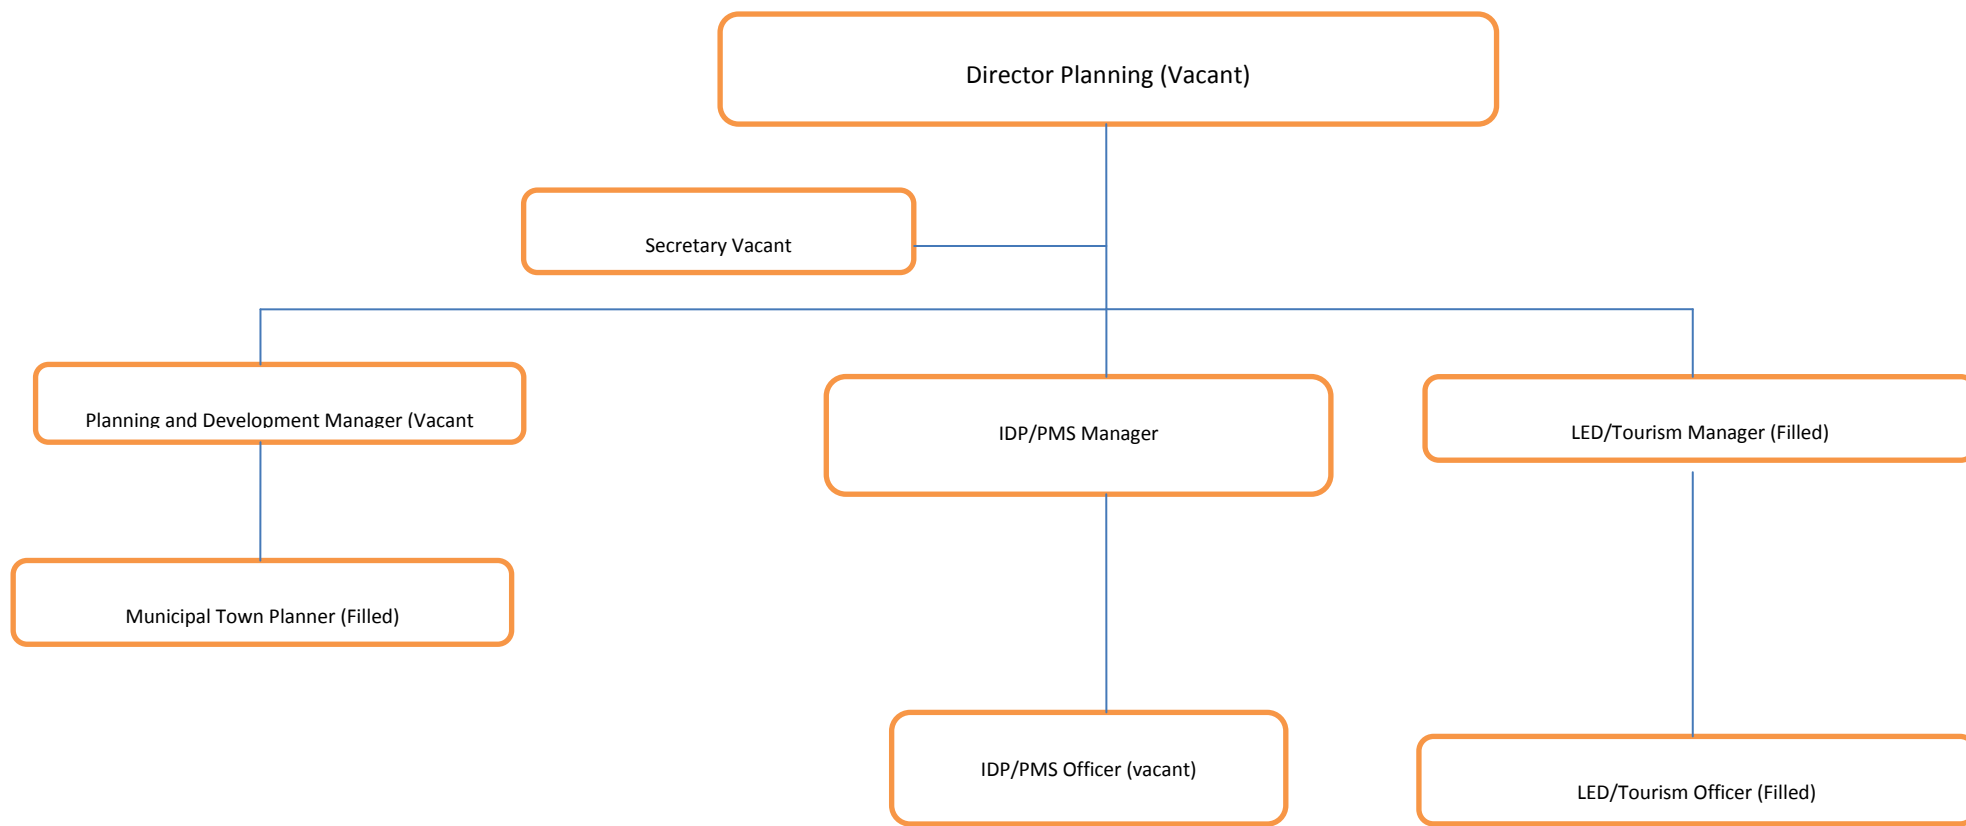 Director Planning (Vacant)
Secretary Vacant
Planning and Development Manager (Vacant
IDP/PMS Manager
LED/Tourism Manager (Filled)
Municipal Town Planner (Filled)
IDP/PMS Officer (vacant)
LED/Tourism Officer (Filled)